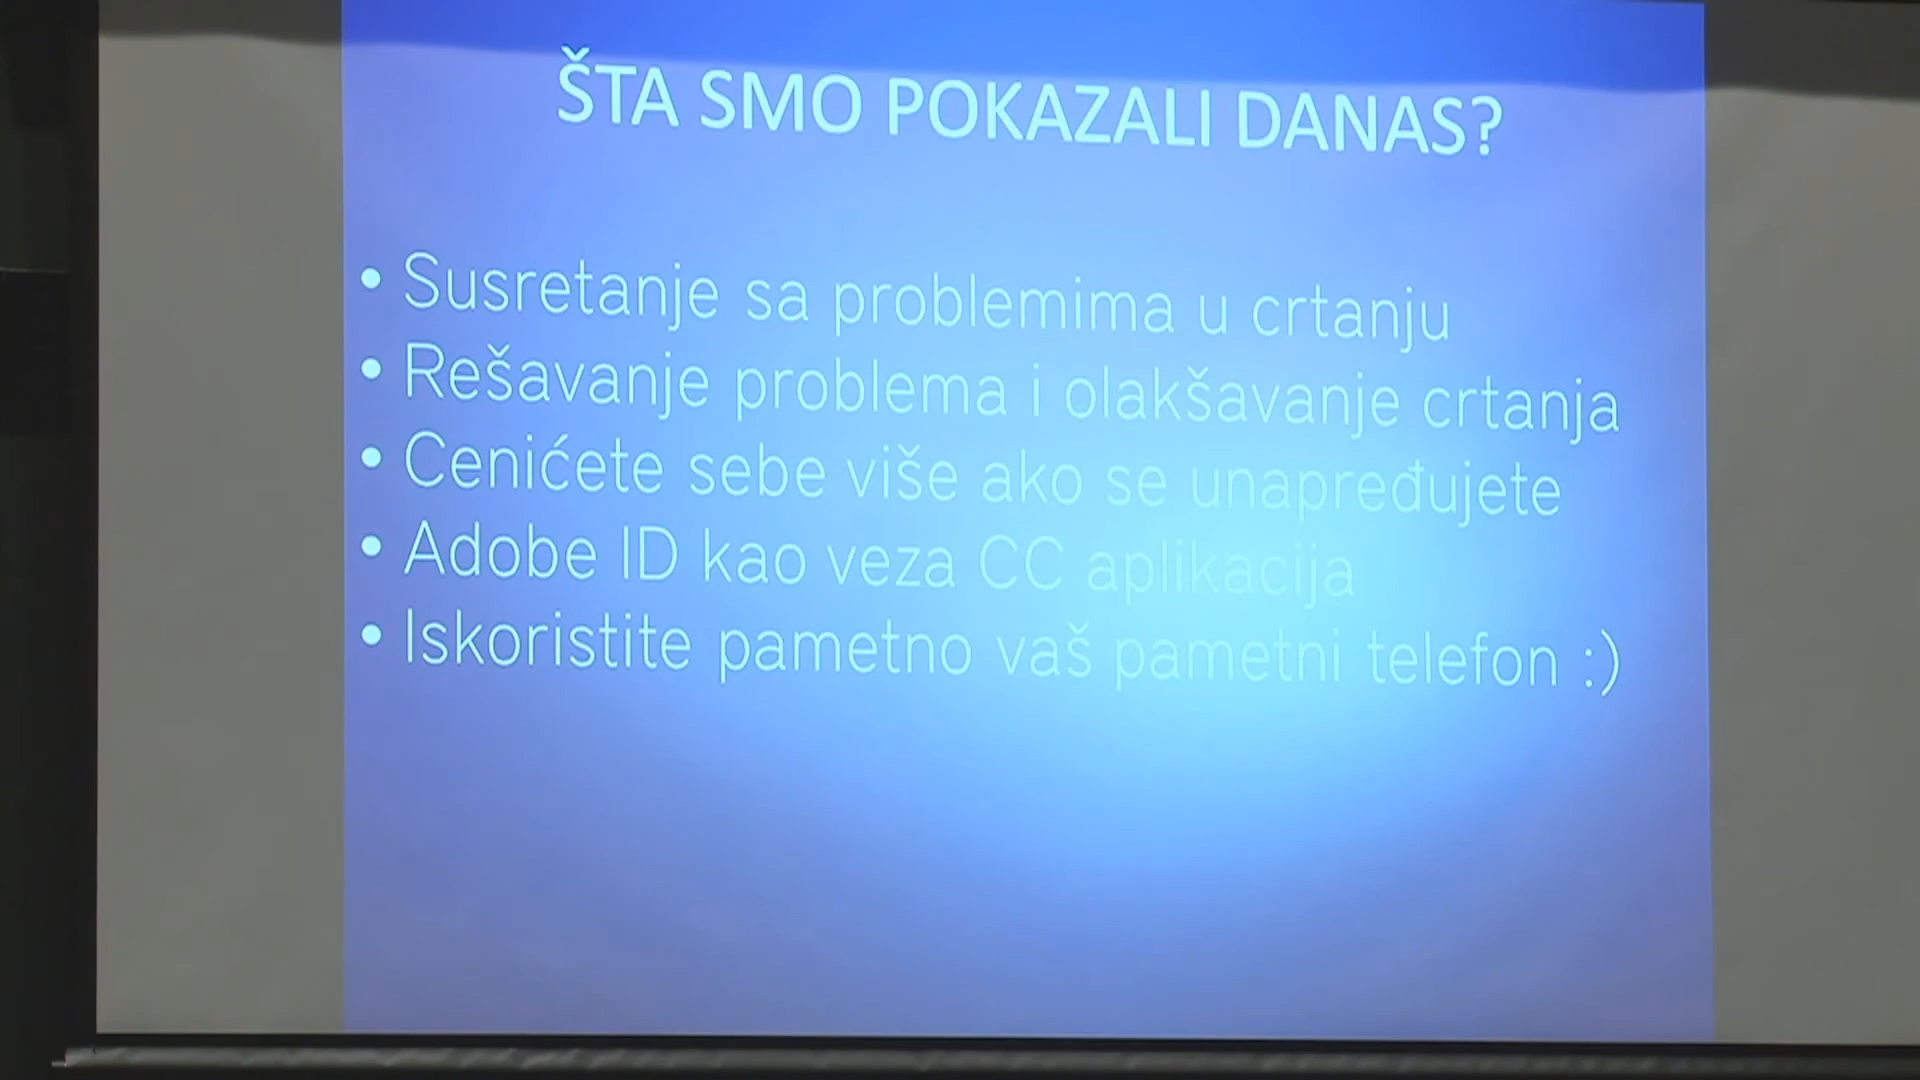 ŠTA SMO POKAZALI DANAS?
• Susretanje sa problemima u crtanju
• Rešavanje problema i olakšavanje crtanja
• Cenićete sebe više ako se unapređujete
• Adobe ID kao veza CC aplikacija
• Iskoristite pametno vaš pametni telefon :)